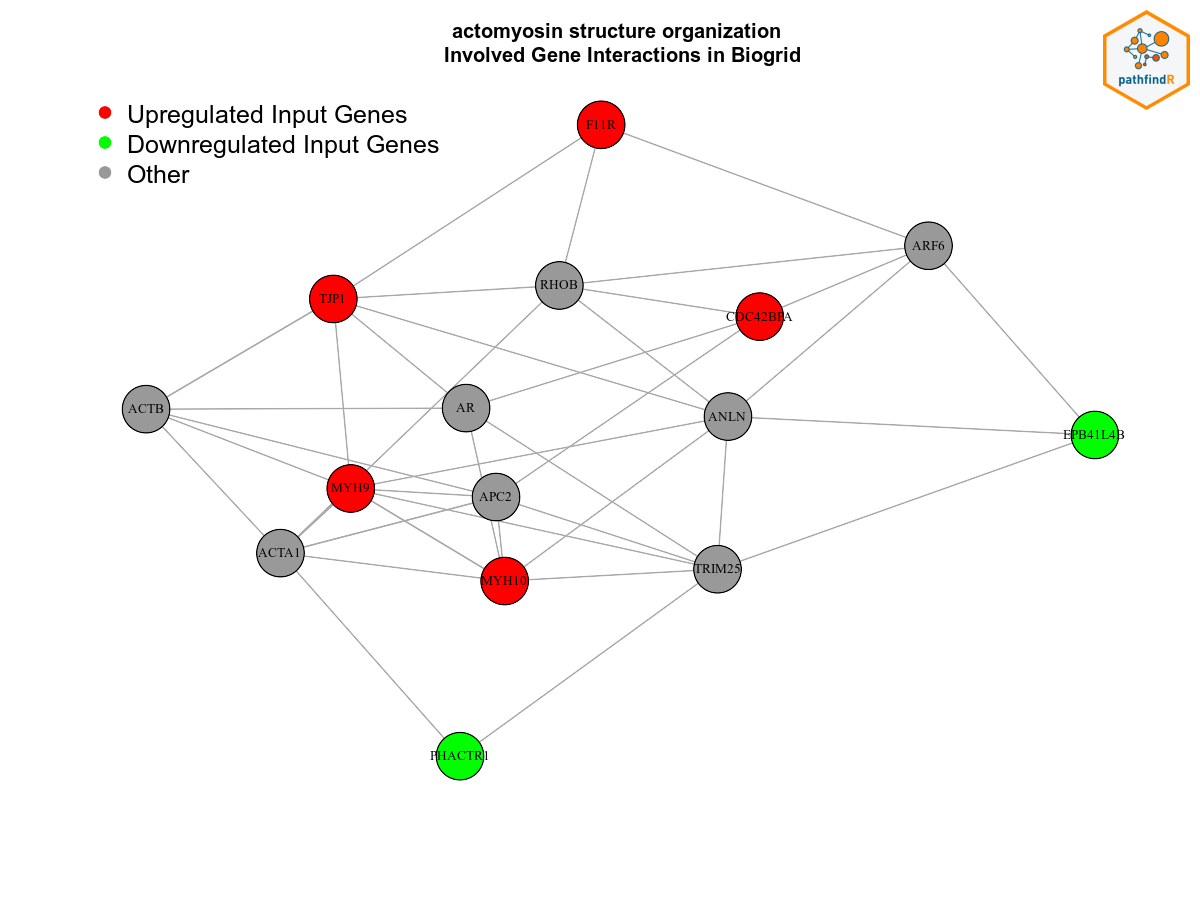 actomyosin structure organization
Involved Gene Interactions in Biogrid
pathfindR
Upregulated Input Genes
Downregulated Input Genes
Other
F11R
ARF6
RHOB
TJP1
CDC42BPA
ACTB
AR
ANLN
EPB41L4B
MYH9
APC2
ACTA1
TRIM25
MYH10
PHACTR1